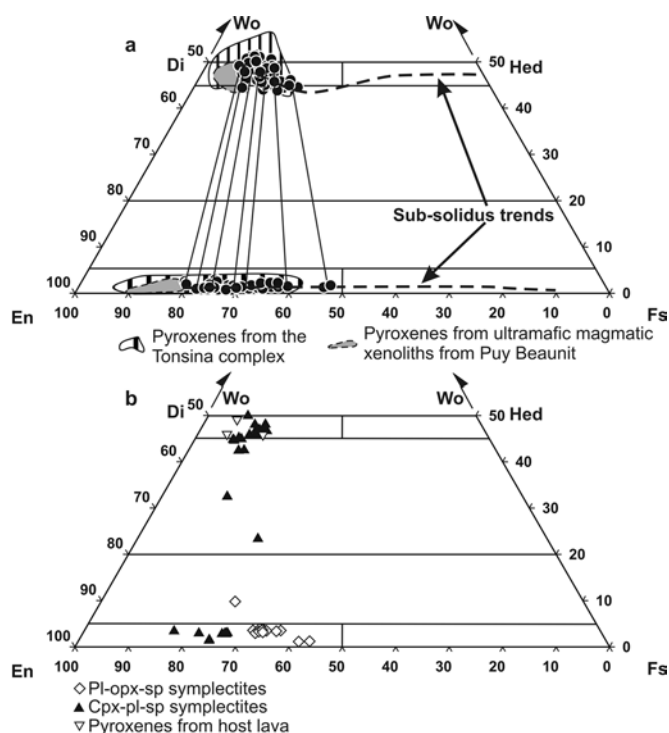 a
Wo
Wo
Di 50
50 Hed
60
40
70
30
80
20
Sub-solidus trends
90
10
100
0
En 100 90 80 70 60 50 40 30 20 10 0 Fs
Pyroxenes from the
Tonsina complex
Pyroxenes from ultramafic magmatic
xenoliths from Puy Beaunit
b
Wo
Wo
Di 50
50 Hed
60
40
70
30
80
20
90
10
100
0
En 100 90 80 70 60 50 40 30 20 10 0 Fs
Pl-opx-sp symplectites
Cpx-pl-sp symplectites
Pyroxenes from host lava